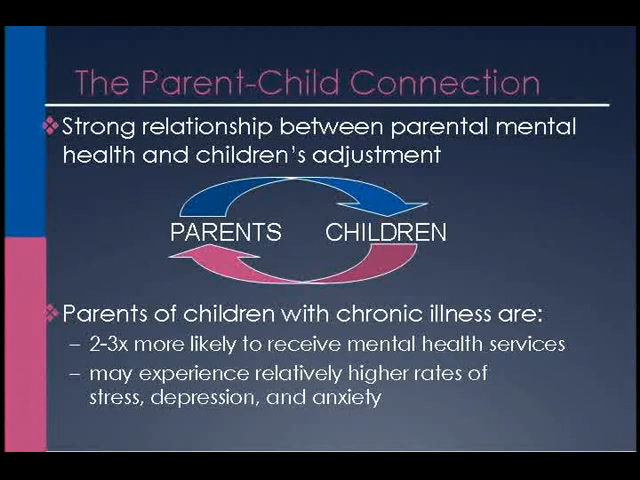 The Parent-Child Connection
❖Strong relationship between parental mental
health and children's adjustment
PARENTS CHILDREN
❖Parents of children with chronic illness are:
– 2-3x more likely to receive mental health services
– may experience relatively higher rates of
stress, depression, and anxiety